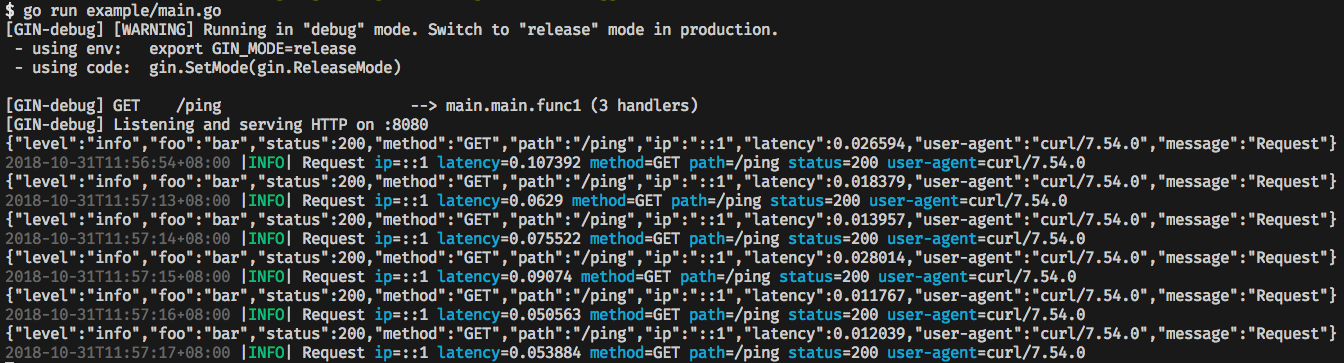 $ go run example/main.go
[GIN-debug] [WARNING] Running in "debug" mode. Switch to "release" mode in production.
 - using env:   export GIN_MODE=release
 - using code:  gin.SetMode(gin.ReleaseMode)
[GIN-debug] GET    /ping                     --> main.main.func1 (3 handlers)
[GIN-debug] Listening and serving HTTP on :8080
{"level":"info","foo":"bar","status":200,"method":"GET","path":"/ping","ip":"::1","latency":0.026594,"user-agent":"curl/7.54.0","message":"Request"}
2018-10-31T11:56:54+08:00 |INFO| Request ip=::1 latency=0.107392 method=GET path=/ping status=200 user-agent=curl/7.54.0
{"level":"info","foo":"bar","status":200,"method":"GET","path":"/ping","ip":"::1","latency":0.018379,"user-agent":"curl/7.54.0","message":"Request"}
2018-10-31T11:57:13+08:00 |INFO| Request ip=::1 latency=0.0629 method=GET path=/ping status=200 user-agent=curl/7.54.0
{"level":"info","foo":"bar","status":200,"method":"GET","path":"/ping","ip":"::1","latency":0.013957,"user-agent":"curl/7.54.0","message":"Request"}
2018-10-31T11:57:14+08:00 |INFO| Request ip=::1 latency=0.075522 method=GET path=/ping status=200 user-agent=curl/7.54.0
{"level":"info","foo":"bar","status":200,"method":"GET","path":"/ping","ip":"::1","latency":0.028014,"user-agent":"curl/7.54.0","message":"Request"}
2018-10-31T11:57:15+08:00 |INFO| Request ip=::1 latency=0.09074 method=GET path=/ping status=200 user-agent=curl/7.54.0
{"level":"info","foo":"bar","status":200,"method":"GET","path":"/ping","ip":"::1","latency":0.011767,"user-agent":"curl/7.54.0","message":"Request"}
2018-10-31T11:57:16+08:00 |INFO| Request ip=::1 latency=0.050563 method=GET path=/ping status=200 user-agent=curl/7.54.0
{"level":"info","foo":"bar","status":200,"method":"GET","path":"/ping","ip":"::1","latency":0.012039,"user-agent":"curl/7.54.0","message":"Request"}
2018-10-31T11:57:17+08:00 |INFO| Request ip=::1 latency=0.053884 method=GET path=/ping status=200 user-agent=curl/7.54.0